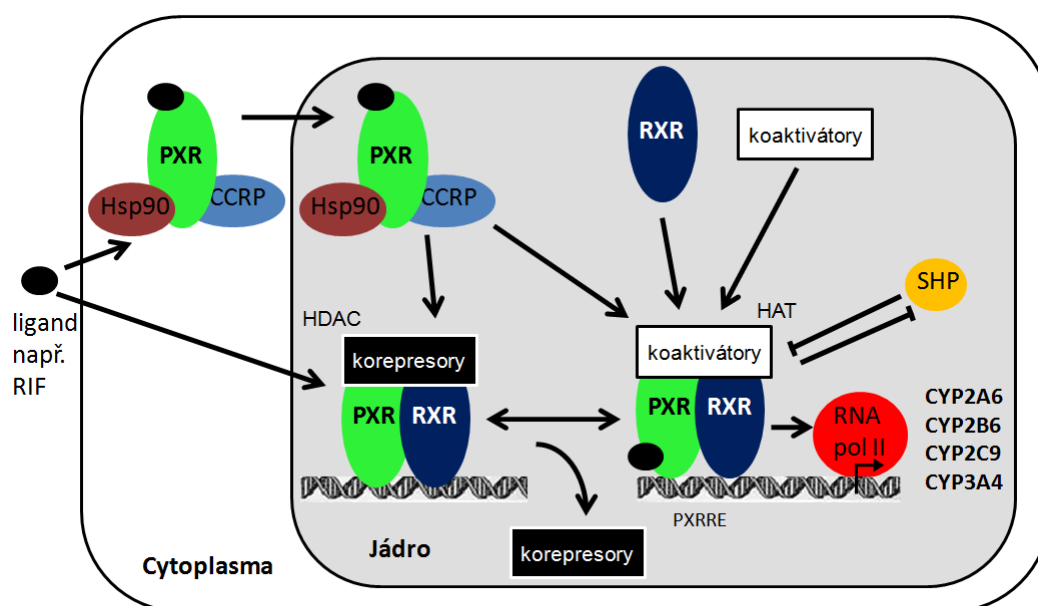 PXR
Hsp90
CCRP
PXR
Hsp90
CCRP
RXR
koaktivátory
ligand
např.
RIF
HDAC
korepresory
PXR
RXR
HAT
koaktivátory
PXR
RXR
SHP
RNA
pol II
CYP2A6
CYP2B6
CYP2C9
CYP3A4
PXRRE
korepresory
Cytoplasma
Jádro